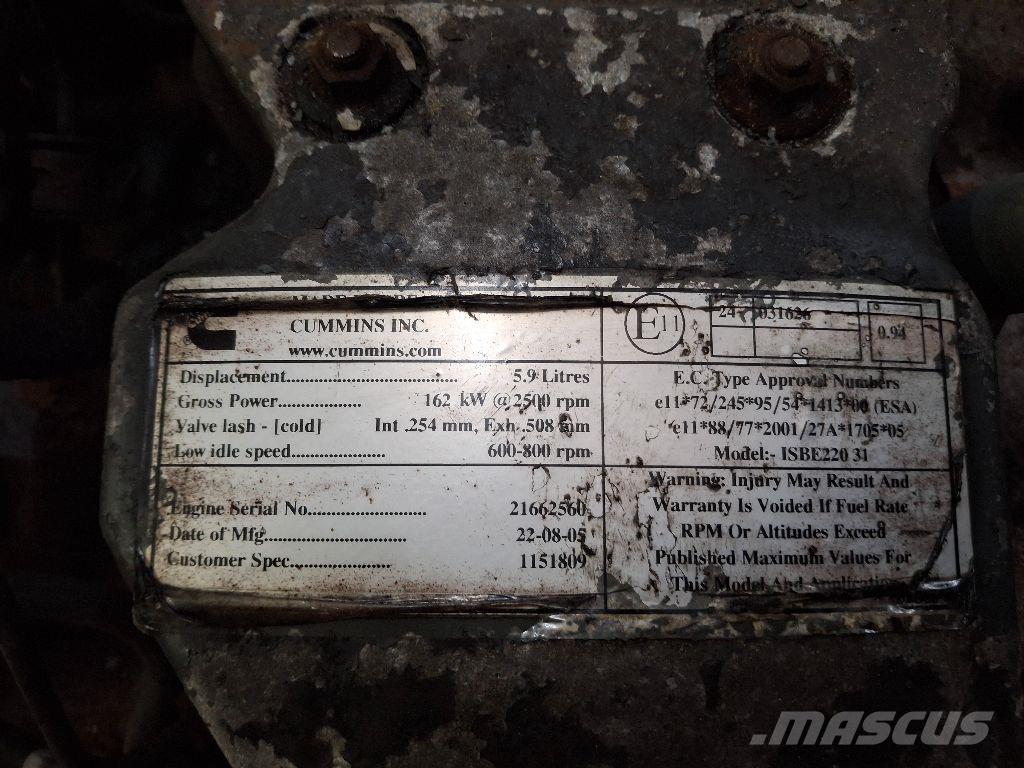 CUMMINS INC.
www.cummins.com
Displacement........................................ 5.9 Litres
Gross Power.................... 162 kW @ 2500 rpm
Valve lash - [cold] Int .254 mm, Exh .508 mm
Low idle speed...................... 600-800 rpm
Engine Serial No............................ 21662560
Date of Mfg................................. 22-08-05
Customer Spec........................ 1151809
E11
24 031626
0.94
E.C. Type Approval Numbers
e11*72/245*95/54*1413*00 (ESA)
e11*88/77*2001/27A*1705*05
Model:- ISBE220 31
Warning: Injury May Result And
Warranty Is Voided If Fuel Rate
RPM Or Altitudes Exceed
Published Maximum Values For
This Model And Application
MASCUS